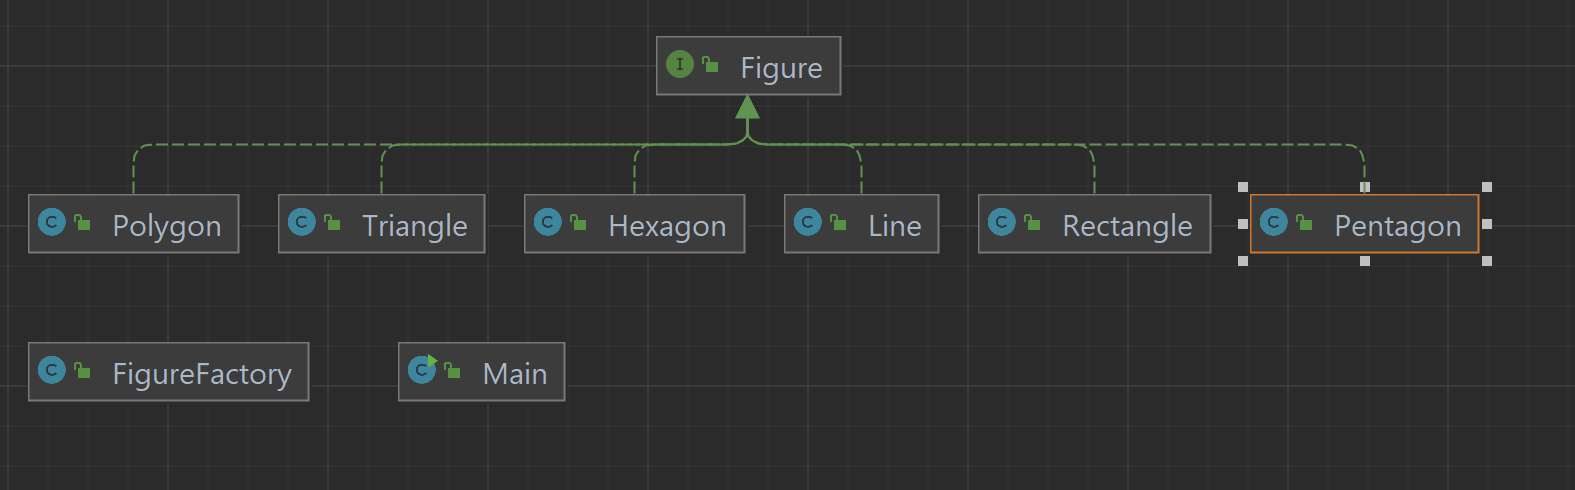 I Figure
C Polygon C Triangle C Hexagon C Line C Rectangle C Pentagon
C FigureFactory C Main